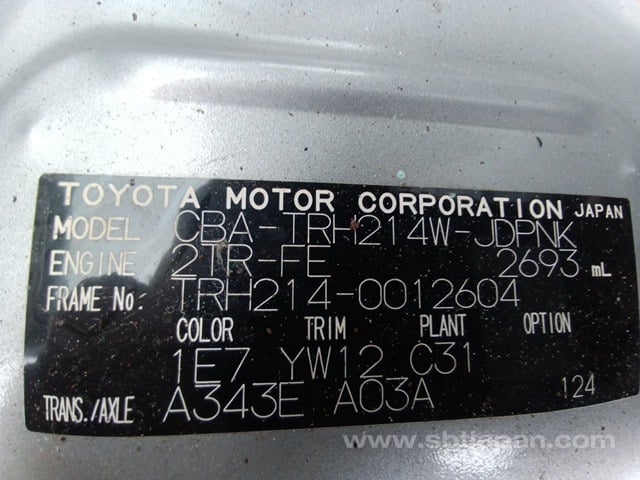 TOYOTA MOTOR CORPORATION JAPAN
MODEL CBA-TRH214W-JDPNK
ENGINE 2TR-FE 2693 mL
FRAME No. TRH214-0012604
COLOR TRIM PLANT OPTION
1E7 YW12 C31
TRANS./AXLE A343E A03A 124
www.sbtjapan.com